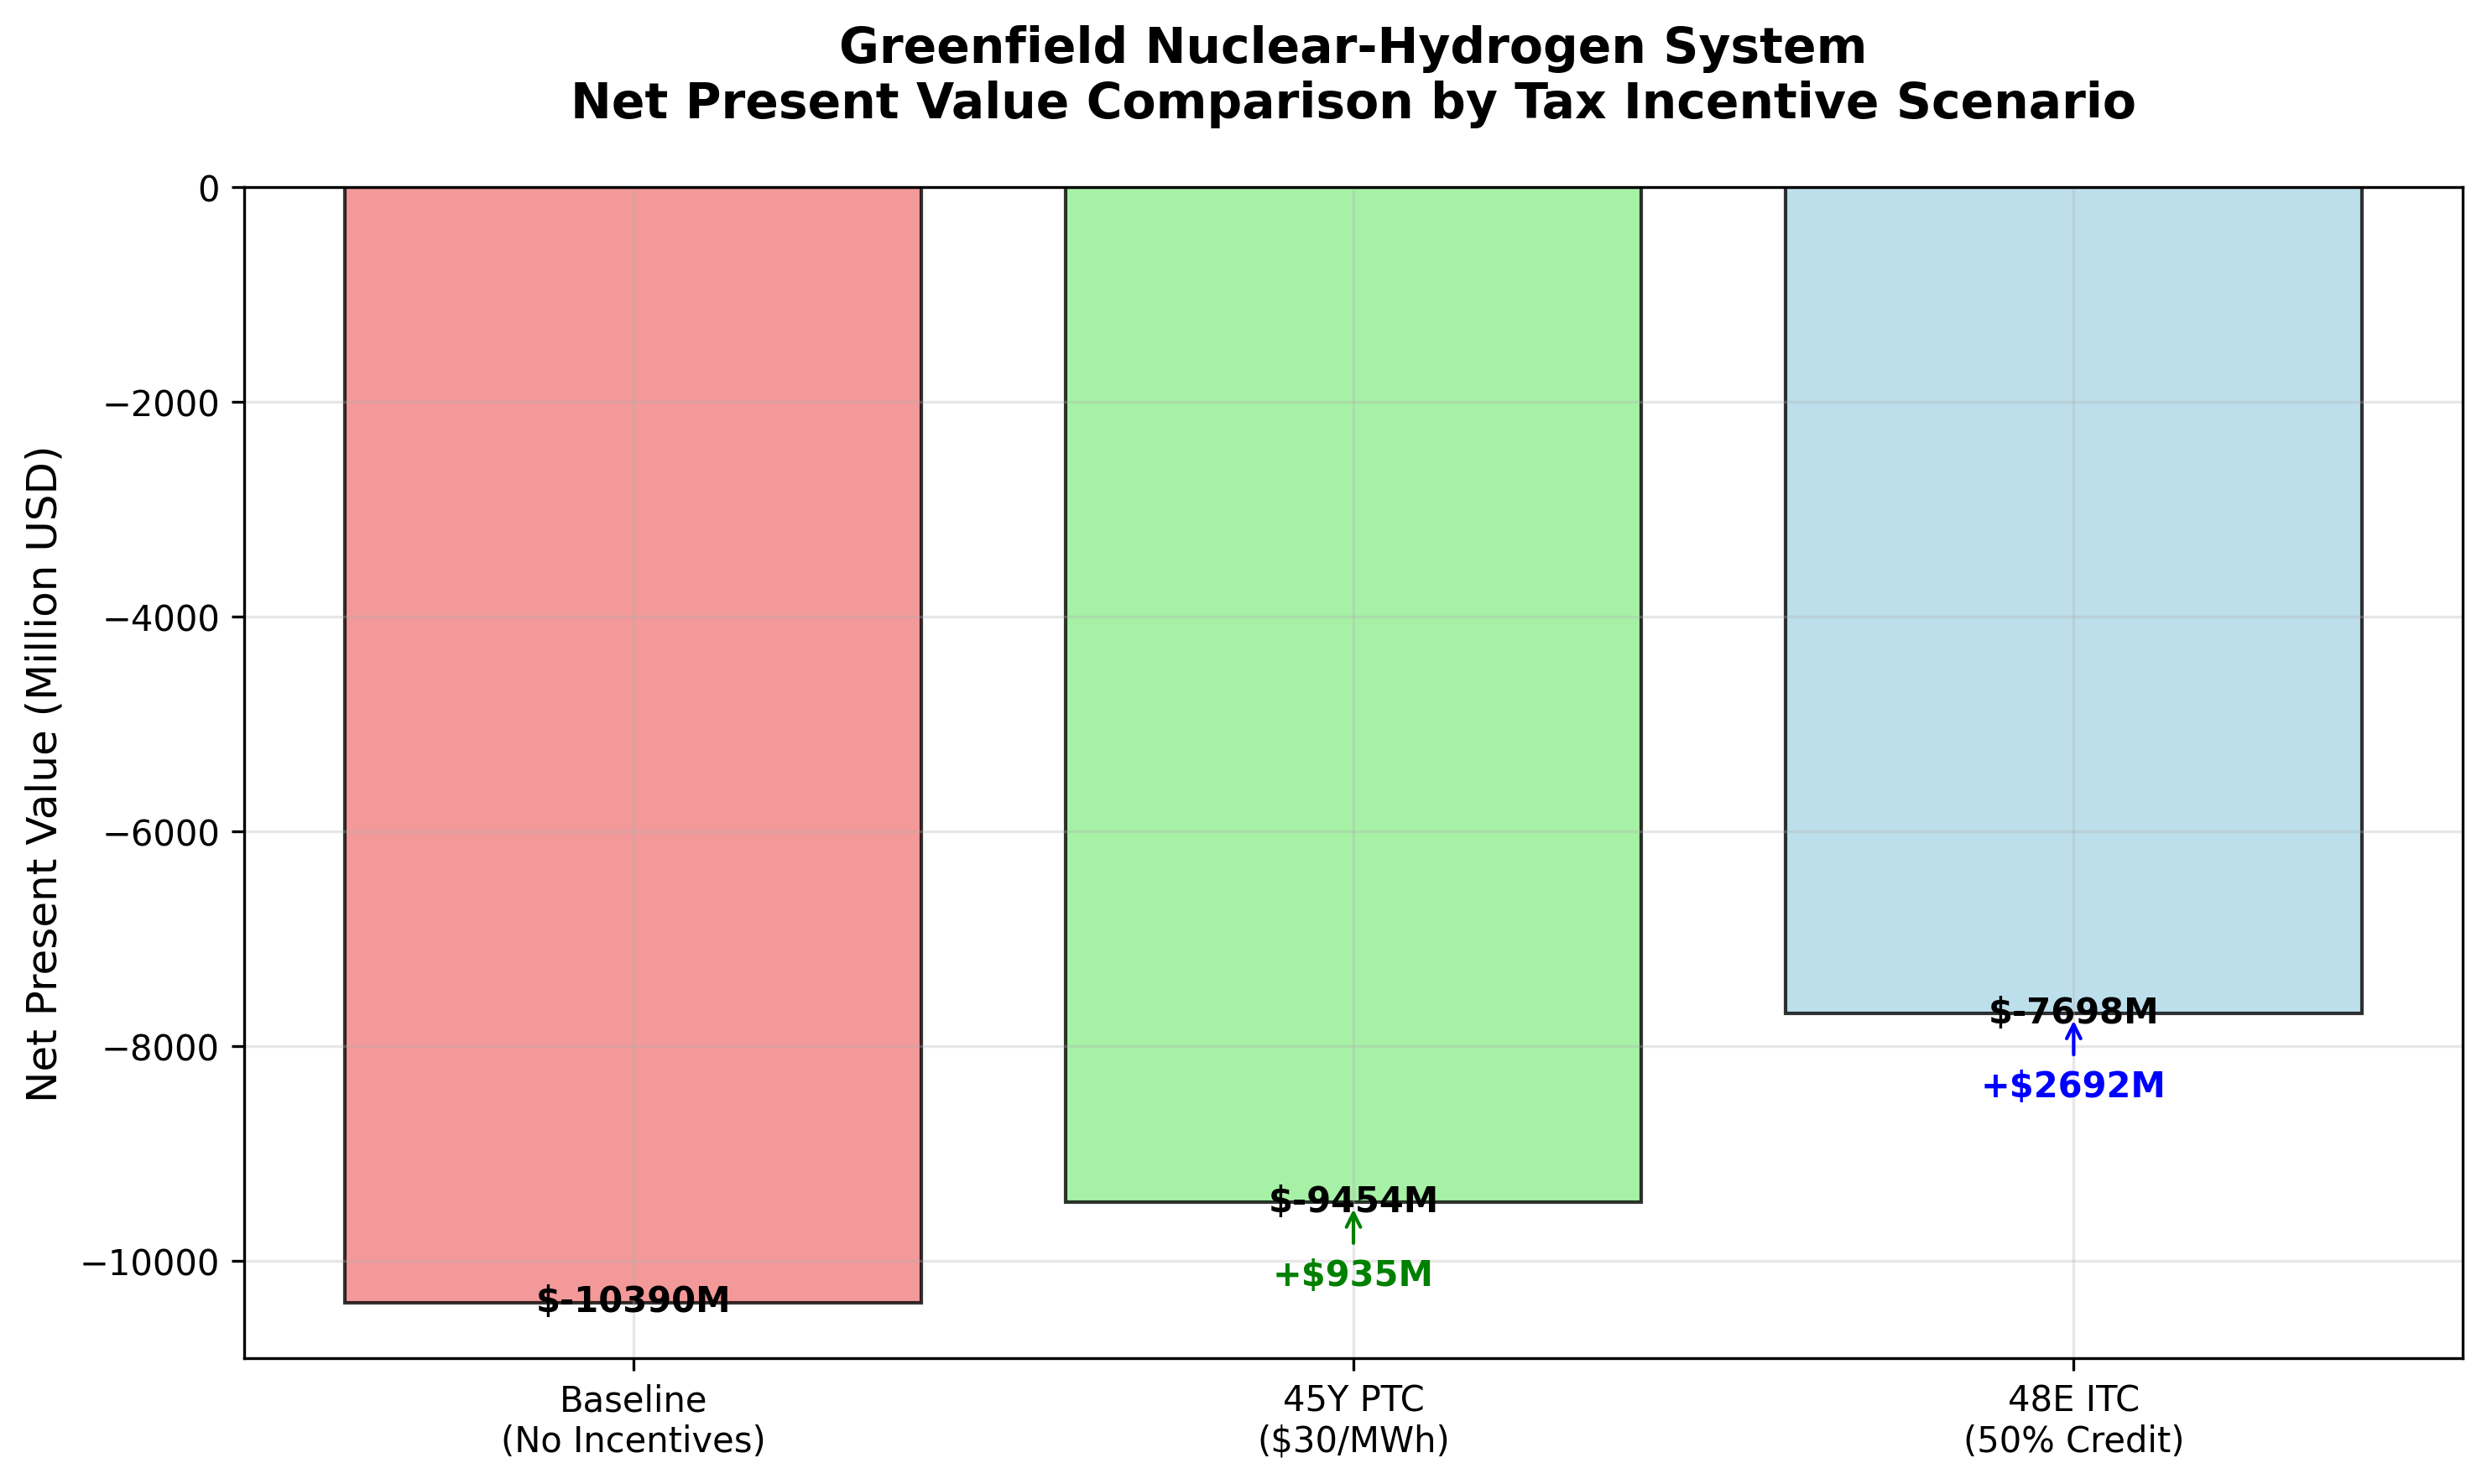 Greenfield Nuclear-Hydrogen System
Net Present Value Comparison by Tax Incentive Scenario
Net Present Value (Million USD)
0
−2000
−4000
−6000
−8000
−10000
$-10390M
$-9454M
+$935M
$-7698M
+$2692M
Baseline
(No Incentives)
45Y PTC
($30/MWh)
48E ITC
(50% Credit)